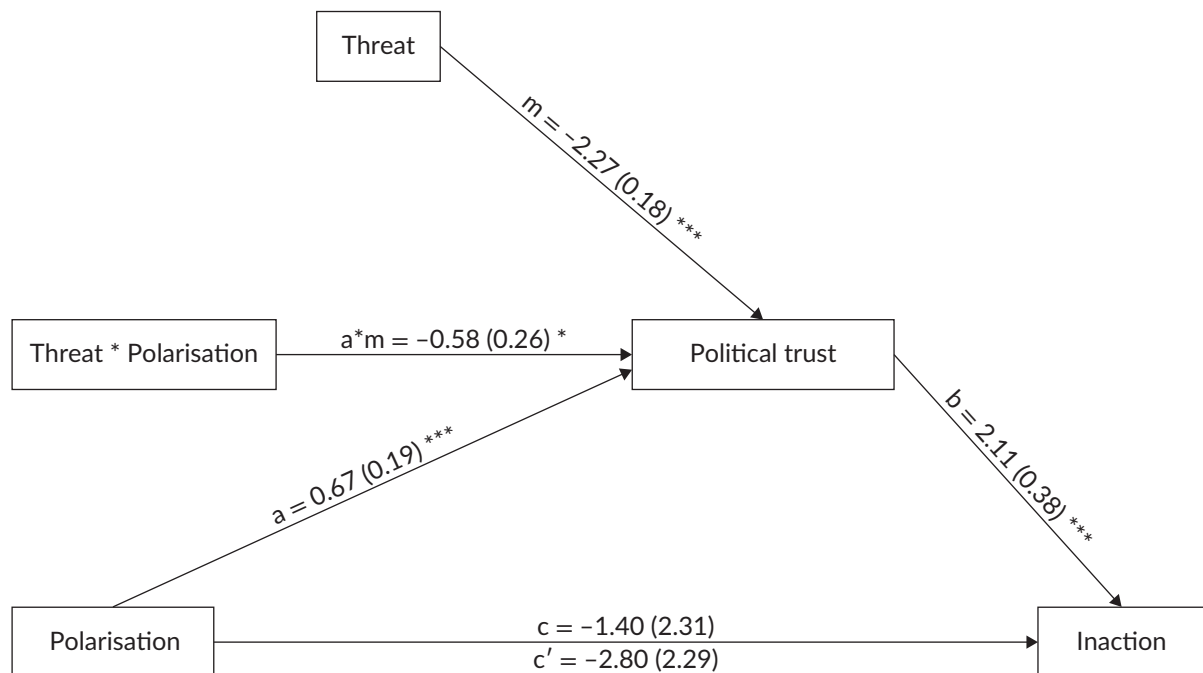 Threat
m = –2.27 (0.18) ***
Threat * Polarisation
a*m = –0.58 (0.26) *
Political trust
a = 0.67 (0.19) ***
b = 2.11 (0.38) ***
Polarisation
c = –1.40 (2.31)
c′ = –2.80 (2.29)
Inaction